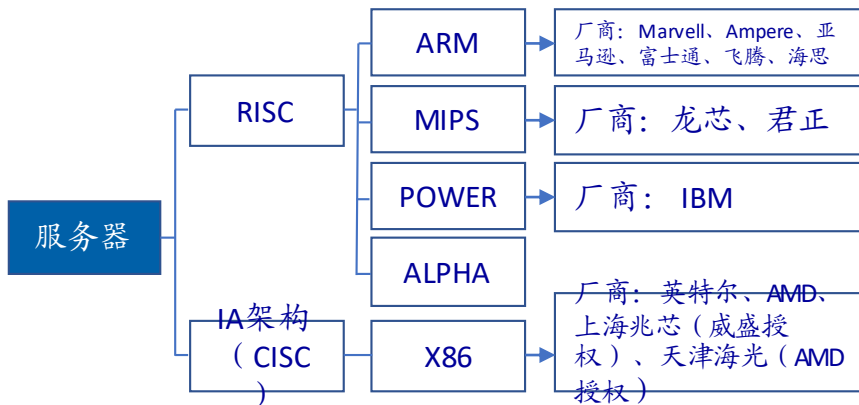 服务器
RISC
ARM
厂商：Marvell、Ampere、亚
马逊、富士通、飞腾、海思
MIPS
厂商：龙芯、君正
POWER
厂商： IBM
ALPHA
IA架构
（CISC
）
X86
厂商：英特尔、AMD、
上海兆芯（威盛授
权）、天津海光（AMD
授权）